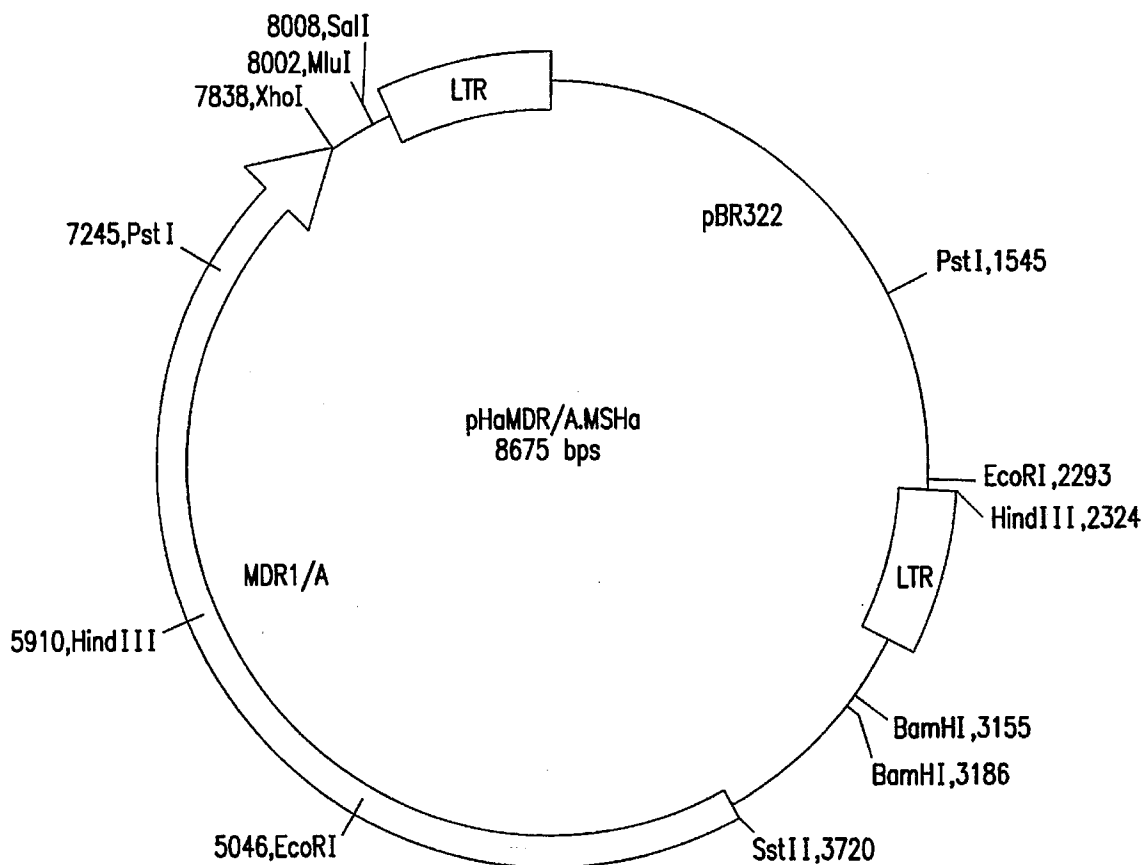 8008,SalI
8002,MluI
7838,XhoI
LTR
pBR322
7245,PstI
PstI,1545
pHaMDR/A.MSHa
8675 bps
EcoRI,2293
HindIII,2324
LTR
MDR1/A
5910,HindIII
BamHI,3155
BamHI,3186
5046,EcoRI
SstII,3720